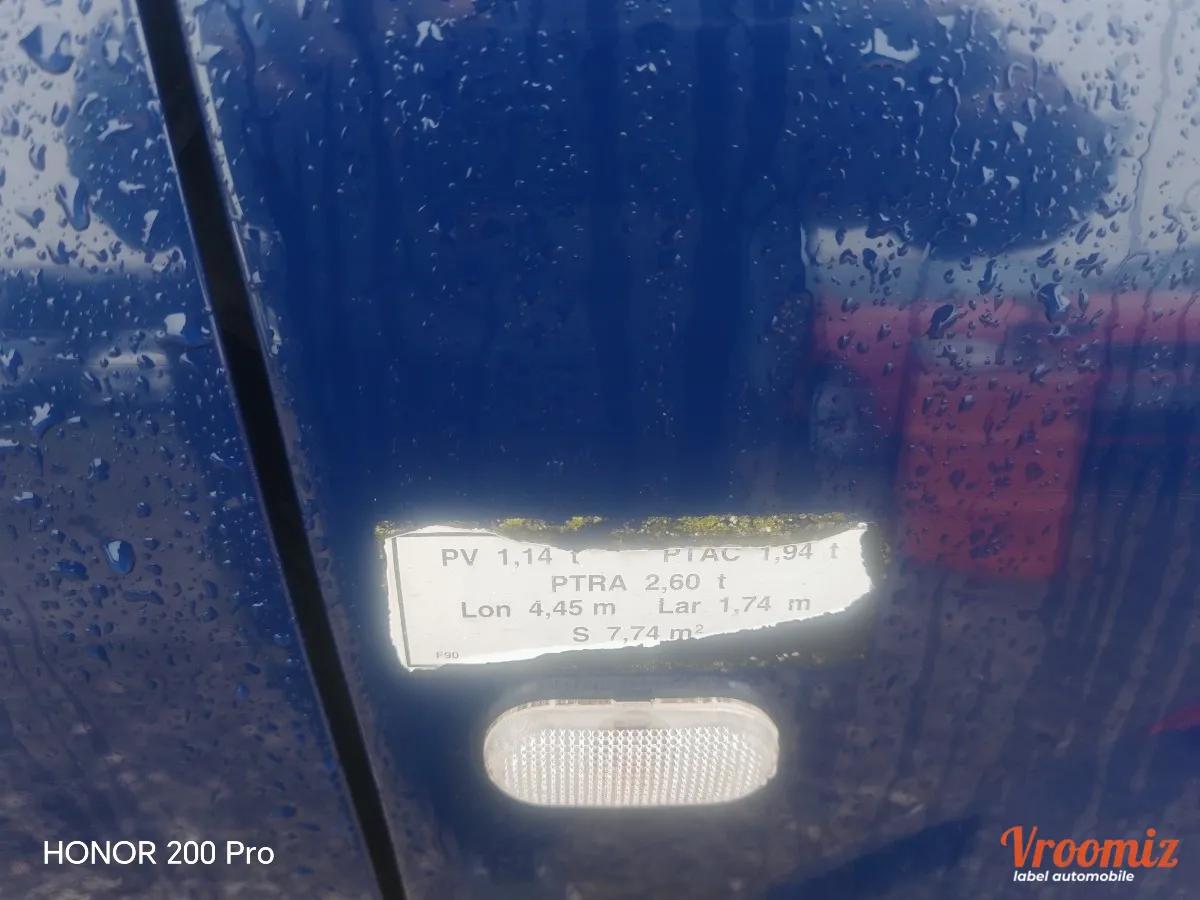 PV 1,14 t PTAC 1,94 t
PTRA 2,60 t
Lon 4,45 m Lar 1,74 m
S 7,74 m²
F90
HONOR 200 Pro
Vroomiz
label automobile